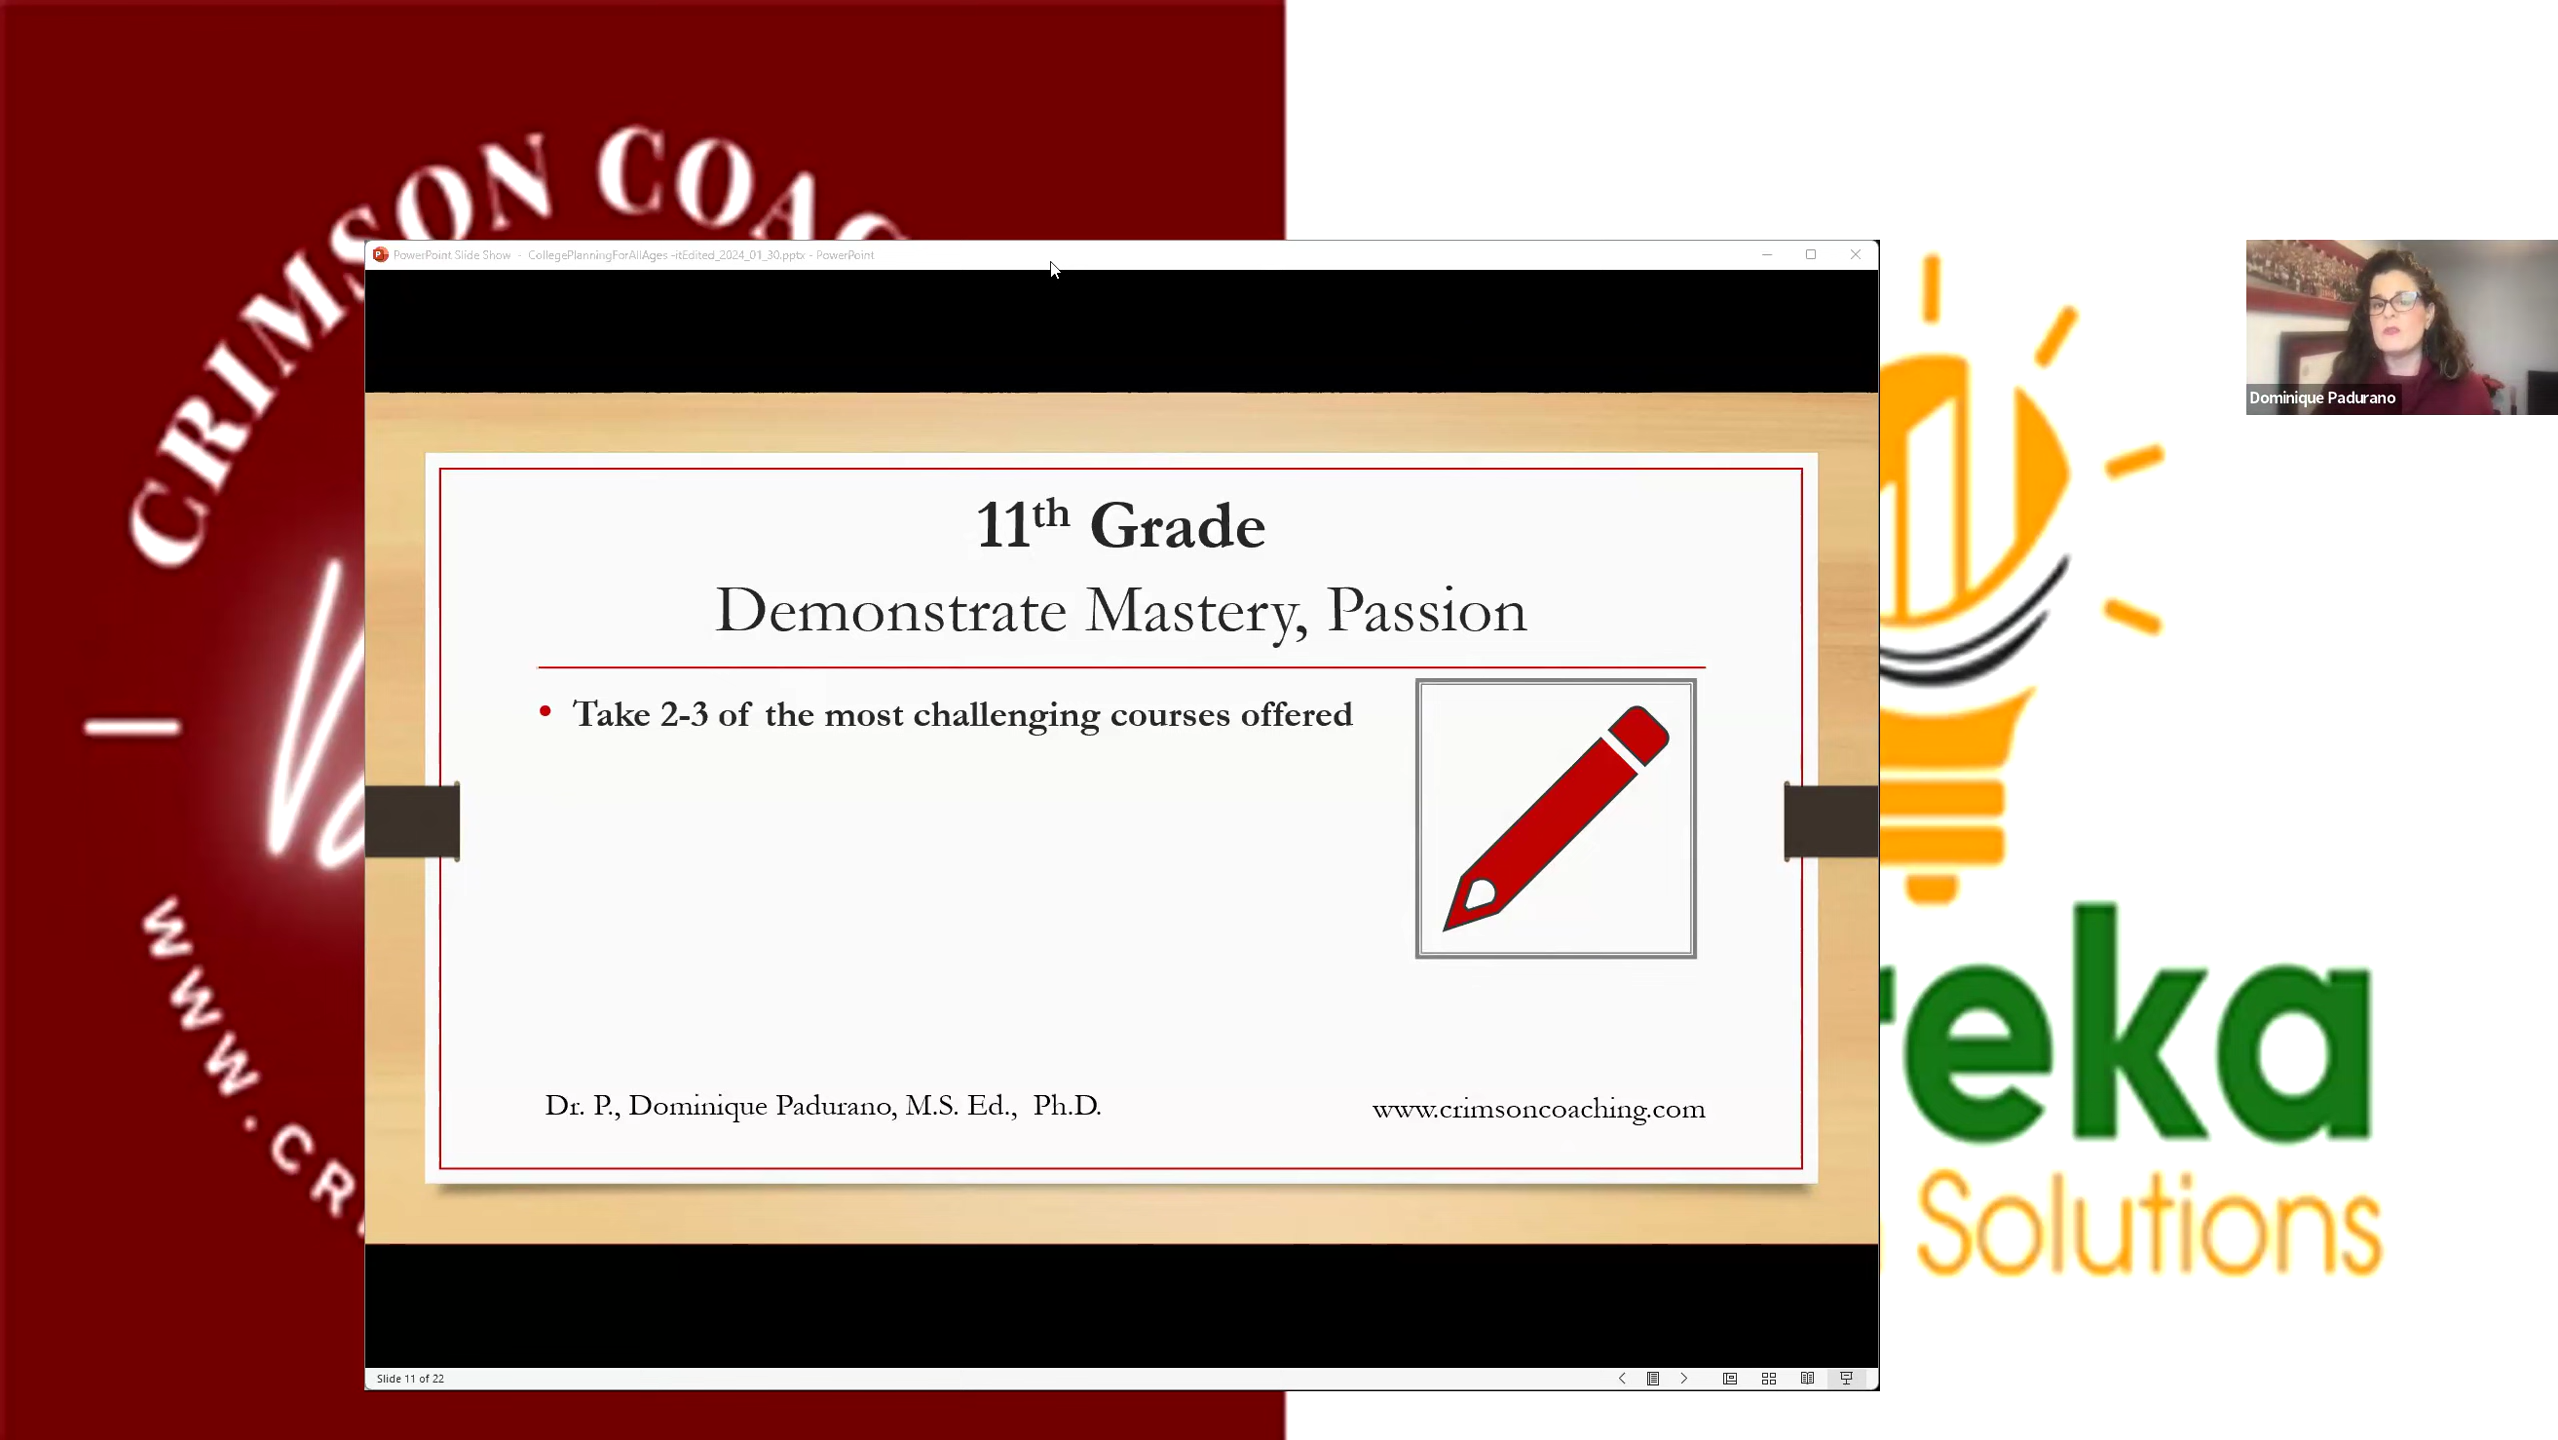 CRIMSON COAC
PowerPoint Slide Show - CollegePlanningForAllAges -itEdited_2024_01_30.pptx - PowerPoint
Dominique Padurano
11th Grade
Demonstrate Mastery, Passion
• Take 2-3 of the most challenging courses offered
Dr. P., Dominique Padurano, M.S. Ed., Ph.D.
www.crimsoncoaching.com
www.cr
reka
Solutions
Slide 11 of 22